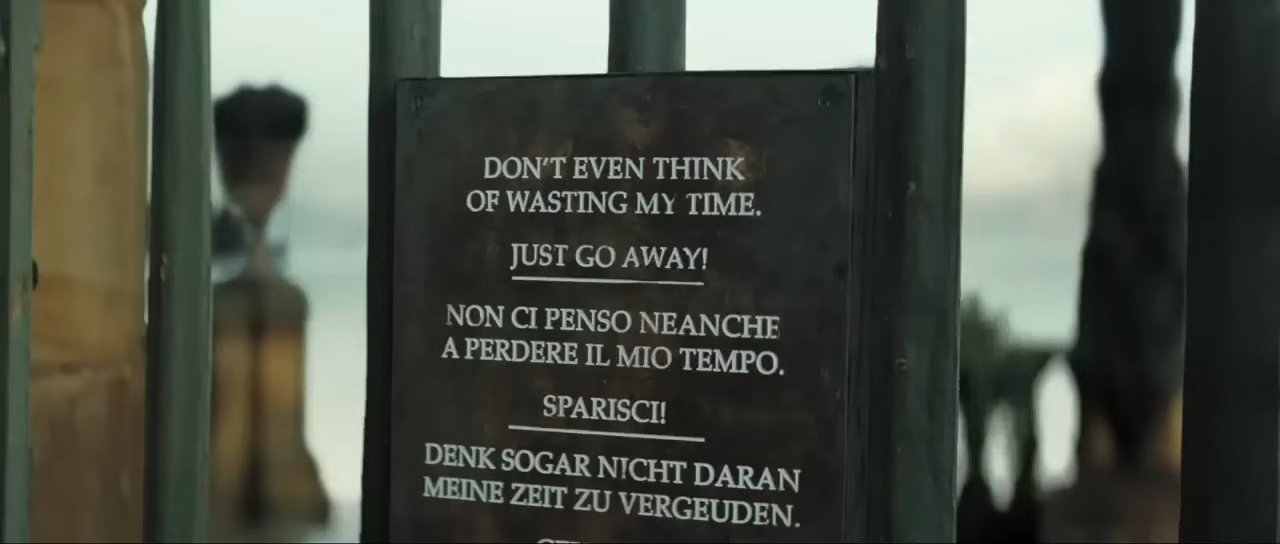 DON'T EVEN THINK
OF WASTING MY TIME.
JUST GO AWAY!
NON CI PENSO NEANCHE
A PERDERE IL MIO TEMPO.
SPARISCI!
DENK SOGAR NICHT DARAN
MEINE ZEIT ZU VERGEUDEN.